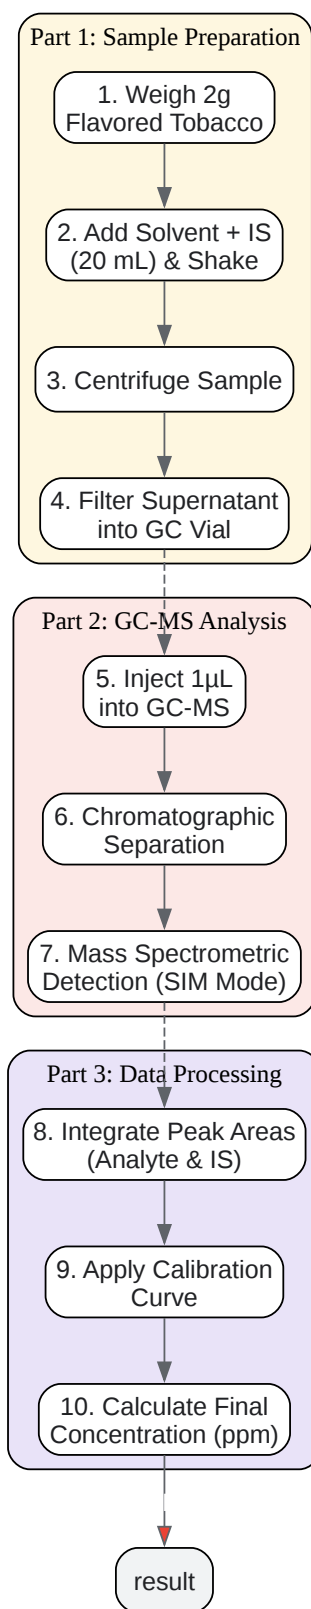 Part 1: Sample Preparation
1. Weigh 2g
Flavored Tobacco
2. Add Solvent + IS
(20 mL) & Shake
3. Centrifuge Sample
4. Filter Supernatant
into GC Vial
Part 2: GC-MS Analysis
5. Inject 1µL
into GC-MS
6. Chromatographic
Separation
7. Mass Spectrometric
Detection (SIM Mode)
Part 3: Data Processing
8. Integrate Peak Areas
(Analyte & IS)
9. Apply Calibration
Curve
10. Calculate Final
Concentration (ppm)
result